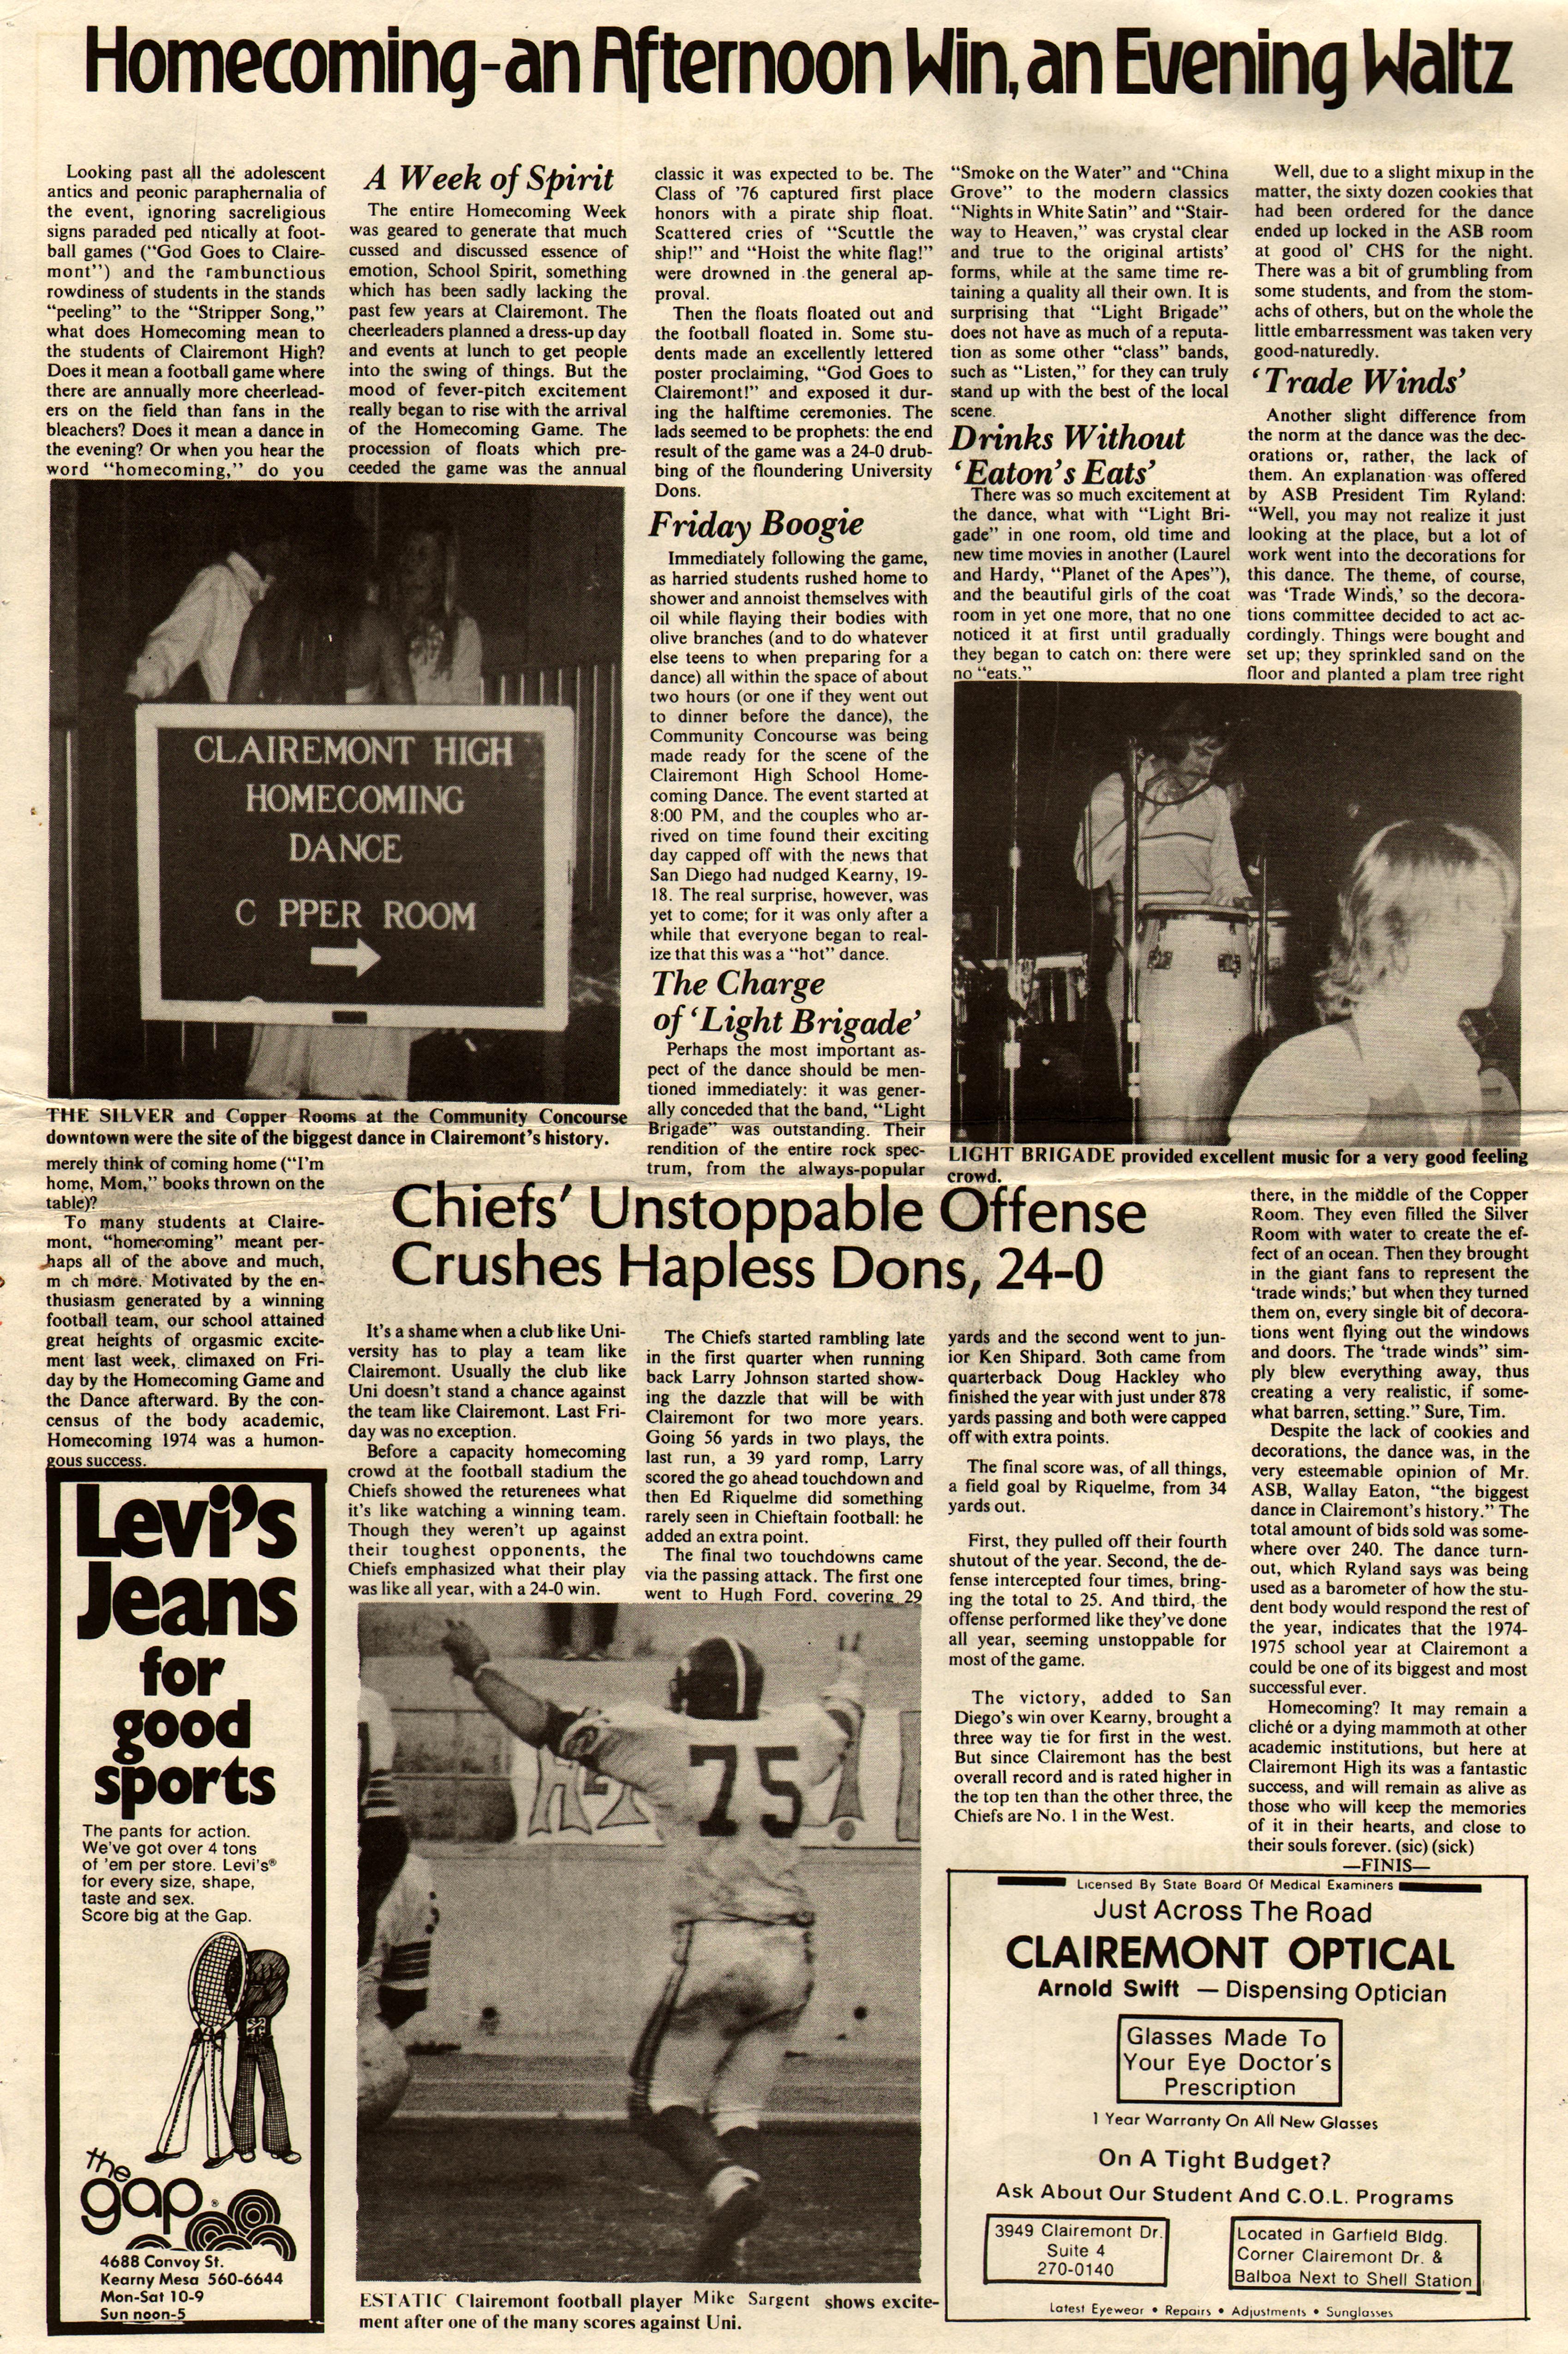 Homecoming-an Afternoon Win, an Evening Waltz
Looking past all the adolescent
antics and peonic paraphernalia of
the event, ignoring sacreligious
signs paraded ped ntically at foot-
ball games (“God Goes to Claire-
mont”) and the rambunctious
rowdiness of students in the stands
“peeling” to the “Stripper Song,”
what does Homecoming mean to
the students of Clairemont High?
Does it mean a football game where
there are annually more cheerlead-
ers on the field than fans in the
bleachers? Does it mean a dance in
the evening? Or when you hear the
word “homecoming,” do you
merely think of coming home (“I’m
home, Mom,” books thrown on the
table)?
To many students at Claire-
mont, “homecoming” meant per-
haps all of the above and much,
m ch more. Motivated by the en-
thusiasm generated by a winning
football team, our school attained
great heights of orgasmic excite-
ment last week, climaxed on Fri-
day by the Homecoming Game and
the Dance afterward. By the con-
census of the body academic,
Homecoming 1974 was a humon-
gous success.
A Week of Spirit
The entire Homecoming Week
was geared to generate that much
cussed and discussed essence of
emotion, School Spirit, something
which has been sadly lacking the
past few years at Clairemont. The
cheerleaders planned a dress-up day
and events at lunch to get people
into the swing of things. But the
mood of fever-pitch excitement
really began to rise with the arrival
of the Homecoming Game. The
procession of floats which pre-
ceeded the game was the annual
classic it was expected to be. The
Class of ’76 captured first place
honors with a pirate ship float.
Scattered cries of “Scuttle the
ship!” and “Hoist the white flag!”
were drowned in the general ap-
proval.
Then the floats floated out and
the football floated in. Some stu-
dents made an excellently lettered
poster proclaiming, “God Goes to
Clairemont!” and exposed it dur-
ing the halftime ceremonies. The
lads seemed to be prophets: the end
result of the game was a 24-0 drub-
bing of the floundering University
Dons.
Friday Boogie
Immediately following the game,
as harried students rushed home to
shower and annoist themselves with
oil while flaying their bodies with
olive branches (and to do whatever
else teens to when preparing for a
dance) all within the space of about
two hours (or one if they went out
to dinner before the dance), the
Community Concourse was being
made ready for the scene of the
Clairemont High School Home-
coming Dance. The event started at
8:00 PM, and the couples who ar-
rived on time found their exciting
day capped off with the news that
San Diego had nudged Kearny, 19-
18. The real surprise, however, was
yet to come; for it was only after a
while that everyone began to real-
ize that this was a “hot” dance.
The Charge
of ‘Light Brigade’
Perhaps the most important as-
pect of the dance should be men-
tioned immediately: it was gener-
ally conceded that the band, “Light
Brigade” was outstanding. Their
rendition of the entire rock spec-
trum, from the always-popular
“Smoke on the Water” and “China
Grove” to the modern classics
“Nights in White Satin” and “Stair-
way to Heaven,” was crystal clear
and true to the original artists’
forms, while at the same time re-
taining a quality all their own. It is
surprising that “Light Brigade”
does not have as much of a reputa-
tion as some other “class” bands,
such as “Listen,” for they can truly
stand up with the best of the local
scene.
Drinks Without
‘Eaton’s Eats’
There was so much excitement at
the dance, what with “Light Bri-
gade” in one room, old time and
new time movies in another (Laurel
and Hardy, “Planet of the Apes”),
and the beautiful girls of the coat
room in yet one more, that no one
noticed it at first until gradually
they began to catch on: there were
no “eats.”
Well, due to a slight mixup in the
matter, the sixty dozen cookies that
had been ordered for the dance
ended up locked in the ASB room
at good ol’ CHS for the night.
There was a bit of grumbling from
some students, and from the stom-
achs of others, but on the whole the
little embarressment was taken very
good-naturedly.
‘Trade Winds’
Another slight difference from
the norm at the dance was the dec-
orations or, rather, the lack of
them. An explanation was offered
by ASB President Tim Ryland:
“Well, you may not realize it just
looking at the place, but a lot of
work went into the decorations for
this dance. The theme, of course,
was ‘Trade Winds,’ so the decora-
tions committee decided to act ac-
cordingly. Things were bought and
set up; they sprinkled sand on the
floor and planted a plam tree right
there, in the middle of the Copper
Room. They even filled the Silver
Room with water to create the ef-
fect of an ocean. Then they brought
in the giant fans to represent the
‘trade winds;’ but when they turned
them on, every single bit of decora-
tions went flying out the windows
and doors. The ‘trade winds” sim-
ply blew everything away, thus
creating a very realistic, if some-
what barren, setting.” Sure, Tim.
Despite the lack of cookies and
decorations, the dance was, in the
very esteemable opinion of Mr.
ASB, Wallay Eaton, “the biggest
dance in Clairemont’s history.” The
total amount of bids sold was some-
where over 240. The dance turn-
out, which Ryland says was being
used as a barometer of how the stu-
dent body would respond the rest of
the year, indicates that the 1974-
1975 school year at Clairemont a
could be one of its biggest and most
successful ever.
Homecoming? It may remain a
cliché or a dying mammoth at other
academic institutions, but here at
Clairemont High its was a fantastic
success, and will remain as alive as
those who will keep the memories
of it in their hearts, and close to
their souls forever. (sic) (sick)
—FINIS—
CLAIREMONT HIGH
HOMECOMING
DANCE
C PPER ROOM
THE SILVER and Copper Rooms at the Community Concourse
downtown were the site of the biggest dance in Clairemont’s history.
LIGHT BRIGADE provided excellent music for a very good feeling
crowd.
Chiefs’ Unstoppable Offense
Crushes Hapless Dons, 24-0
It’s a shame when a club like Uni-
versity has to play a team like
Clairemont. Usually the club like
Uni doesn’t stand a chance against
the team like Clairemont. Last Fri-
day was no exception.
Before a capacity homecoming
crowd at the football stadium the
Chiefs showed the returenees what
it’s like watching a winning team.
Though they weren’t up against
their toughest opponents, the
Chiefs emphasized what their play
was like all year, with a 24-0 win.
The Chiefs started rambling late
in the first quarter when running
back Larry Johnson started show-
ing the dazzle that will be with
Clairemont for two more years.
Going 56 yards in two plays, the
last run, a 39 yard romp, Larry
scored the go ahead touchdown and
then Ed Riquelme did something
rarely seen in Chieftain football: he
added an extra point.
The final two touchdowns came
via the passing attack. The first one
went to Hugh Ford, covering 29
yards and the second went to jun-
ior Ken Shipard. Both came from
quarterback Doug Hackley who
finished the year with just under 878
yards passing and both were capped
off with extra points.
The final score was, of all things,
a field goal by Riquelme, from 34
yards out.
First, they pulled off their fourth
shutout of the year. Second, the de-
fense intercepted four times, bring-
ing the total to 25. And third, the
offense performed like they’ve done
all year, seeming unstoppable for
most of the game.
The victory, added to San
Diego’s win over Kearny, brought a
three way tie for first in the west.
But since Clairemont has the best
overall record and is rated higher in
the top ten than the other three, the
Chiefs are No. 1 in the West.
75
ESTATIC Clairemont football player Mike Sargent shows excite-
ment after one of the many scores against Uni.
Levi’s
Jeans
for
good
sports
The pants for action.
We’ve got over 4 tons
of ’em per store. Levi’s®
for every size, shape,
taste and sex.
Score big at the Gap.
the
gap®
4688 Convoy St.
Kearny Mesa 560-6644
Mon-Sat 10-9
Sun noon-5
Licensed By State Board Of Medical Examiners
Just Across The Road
CLAIREMONT OPTICAL
Arnold Swift — Dispensing Optician
Glasses Made To
Your Eye Doctor’s
Prescription
1 Year Warranty On All New Glasses
On A Tight Budget?
Ask About Our Student And C.O.L. Programs
3949 Clairemont Dr.
Suite 4
270-0140
Located in Garfield Bldg.
Corner Clairemont Dr. &
Balboa Next to Shell Station
Latest Eyewear • Repairs • Adjustments • Sunglasses